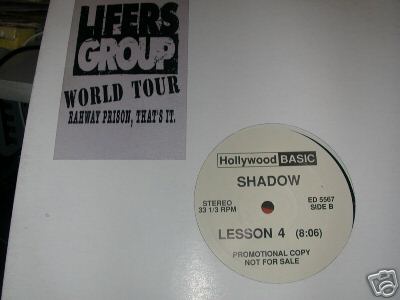 LIFERS
GROUP
WORLD TOUR
RAHWAY PRISON, THAT'S IT.
Hollywood BASIC
SHADOW
STEREO
33 1/3 RPM
ED 5567
SIDE B
LESSON 4 (8:06)
PROMOTIONAL COPY
NOT FOR SALE